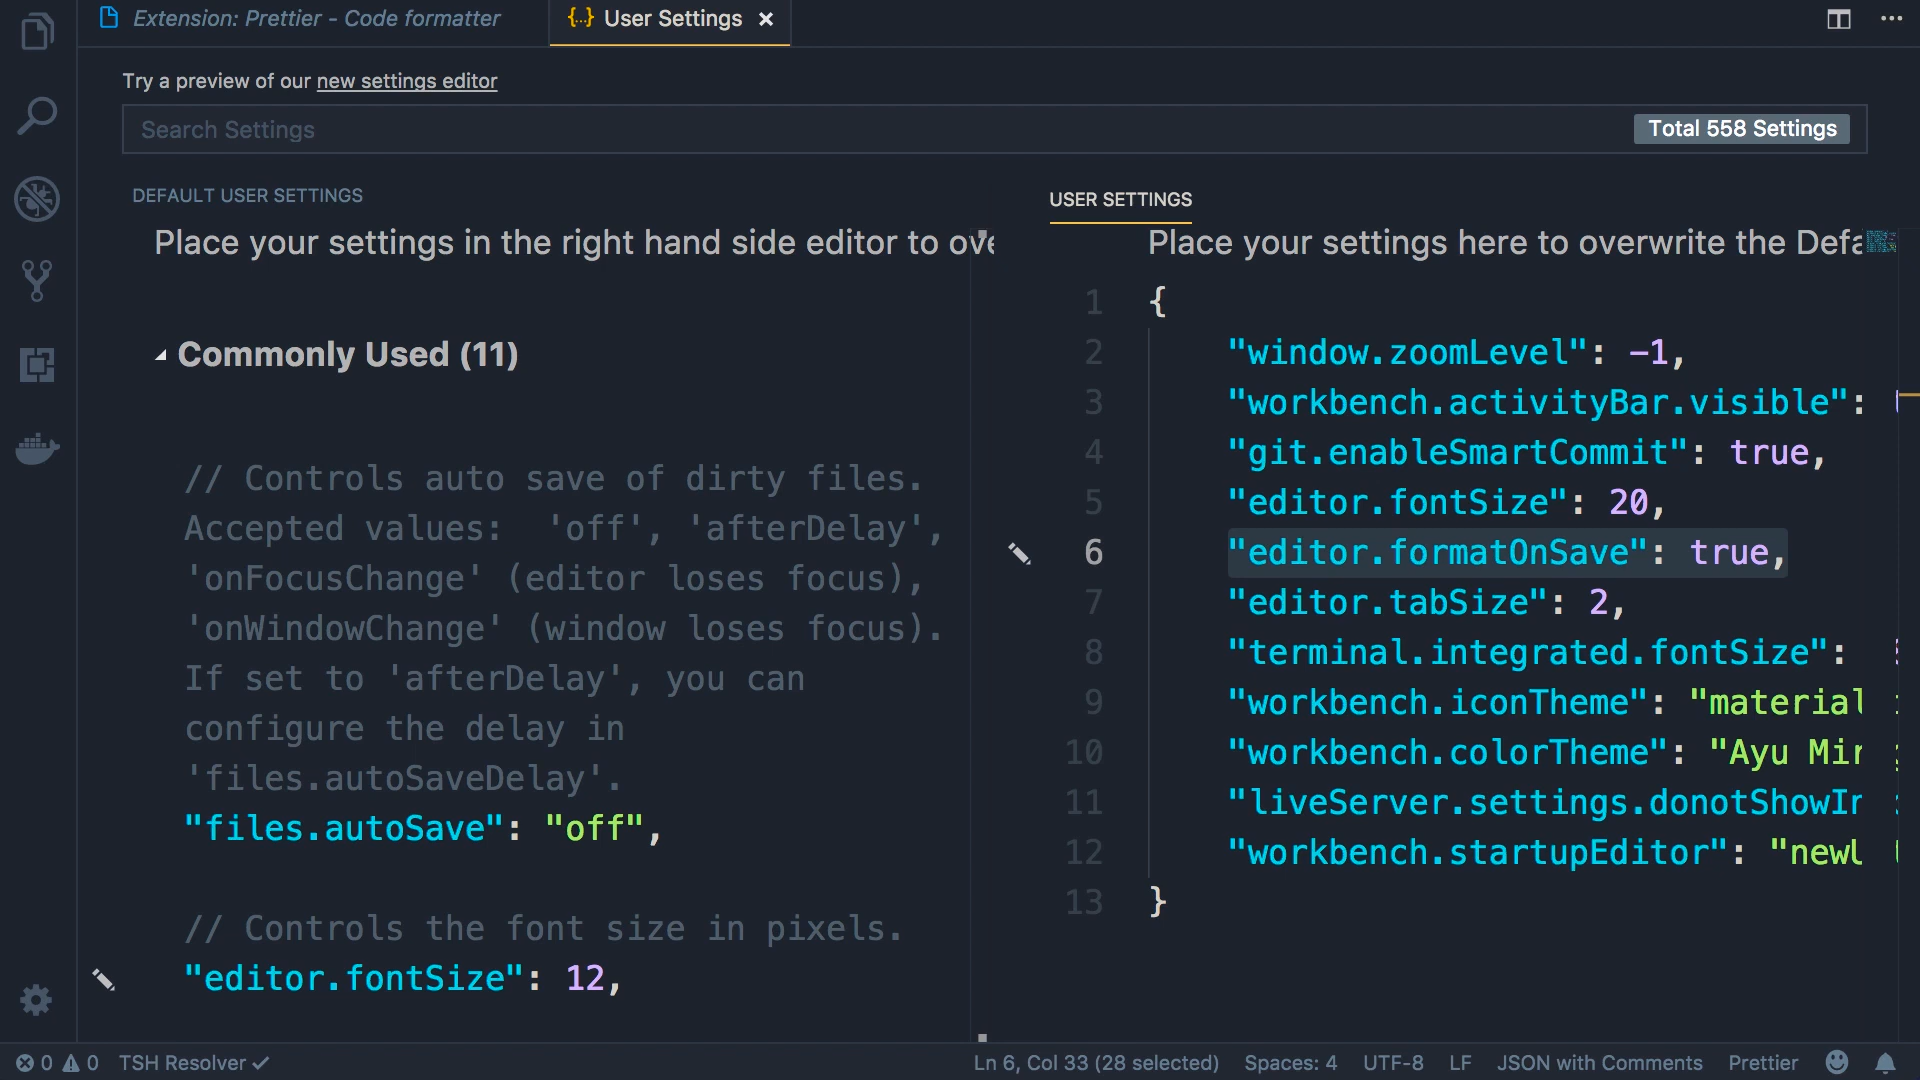 Extension: Prettier - Code formatter
{..} User Settings ×
Try a preview of our new settings editor
Search Settings
Total 558 Settings
DEFAULT USER SETTINGS
Place your settings in the right hand side editor to ove
Commonly Used (11)
// Controls auto save of dirty files.
Accepted values:  'off', 'afterDelay',
'onFocusChange' (editor loses focus),
'onWindowChange' (window loses focus).
If set to 'afterDelay', you can
configure the delay in
'files.autoSaveDelay'.
"files.autoSave": "off",
// Controls the font size in pixels.
"editor.fontSize": 12,
USER SETTINGS
Place your settings here to overwrite the Defa
1 {
2 "window.zoomLevel": -1,
3 "workbench.activityBar.visible":
4 "git.enableSmartCommit": true,
5 "editor.fontSize": 20,
6 "editor.formatOnSave": true,
7 "editor.tabSize": 2,
8 "terminal.integrated.fontSize":
9 "workbench.iconTheme": "material
10 "workbench.colorTheme": "Ayu Mir
11 "liveServer.settings.donotShowIn
12 "workbench.startupEditor": "newU
13 }
0 0 TSH Resolver ✓
Ln 6, Col 33 (28 selected) Spaces: 4 UTF-8 LF JSON with Comments Prettier